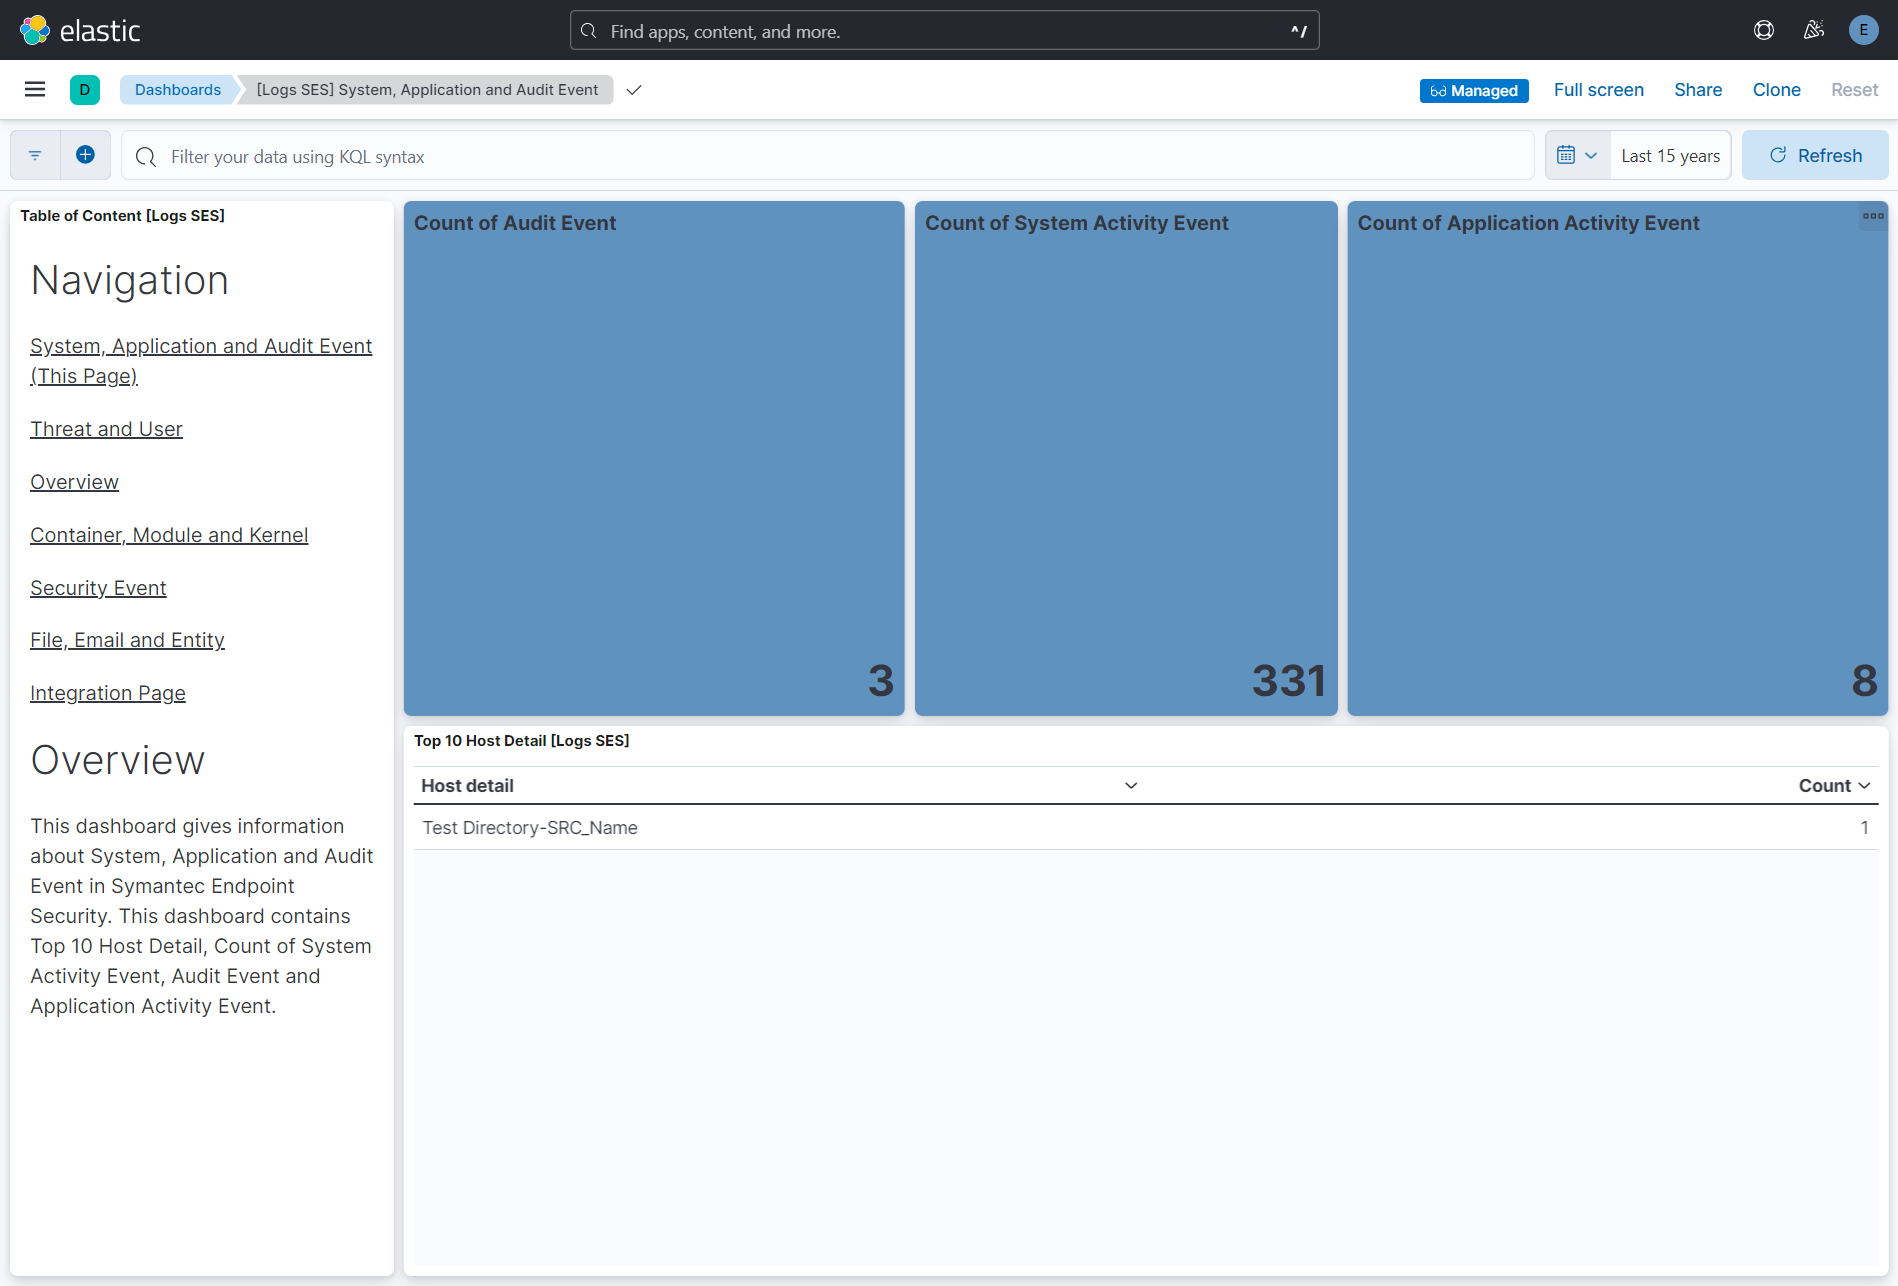 elastic
Find apps, content, and more.
^/
E
D
Dashboards
[Logs SES] System, Application and Audit Event
Managed
Full screen
Share
Clone
Reset
Filter your data using KQL syntax
Last 15 years
Refresh
Table of Content [Logs SES]
Navigation
System, Application and Audit Event
(This Page)
Threat and User
Overview
Container, Module and Kernel
Security Event
File, Email and Entity
Integration Page
Overview
This dashboard gives information
about System, Application and Audit
Event in Symantec Endpoint
Security. This dashboard contains
Top 10 Host Detail, Count of System
Activity Event, Audit Event and
Application Activity Event.
Count of Audit Event
3
Count of System Activity Event
331
Count of Application Activity Event
8
Top 10 Host Detail [Logs SES]
Host detail
Count
Test Directory-SRC_Name
1